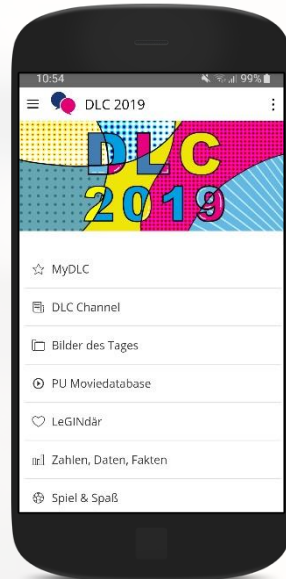 10:54
99%
DLC 2019
DLC
2019
MyDLC
DLC Channel
Bilder des Tages
PU Moviedatabase
LeGINdär
Zahlen, Daten, Fakten
Spiel & Spaß